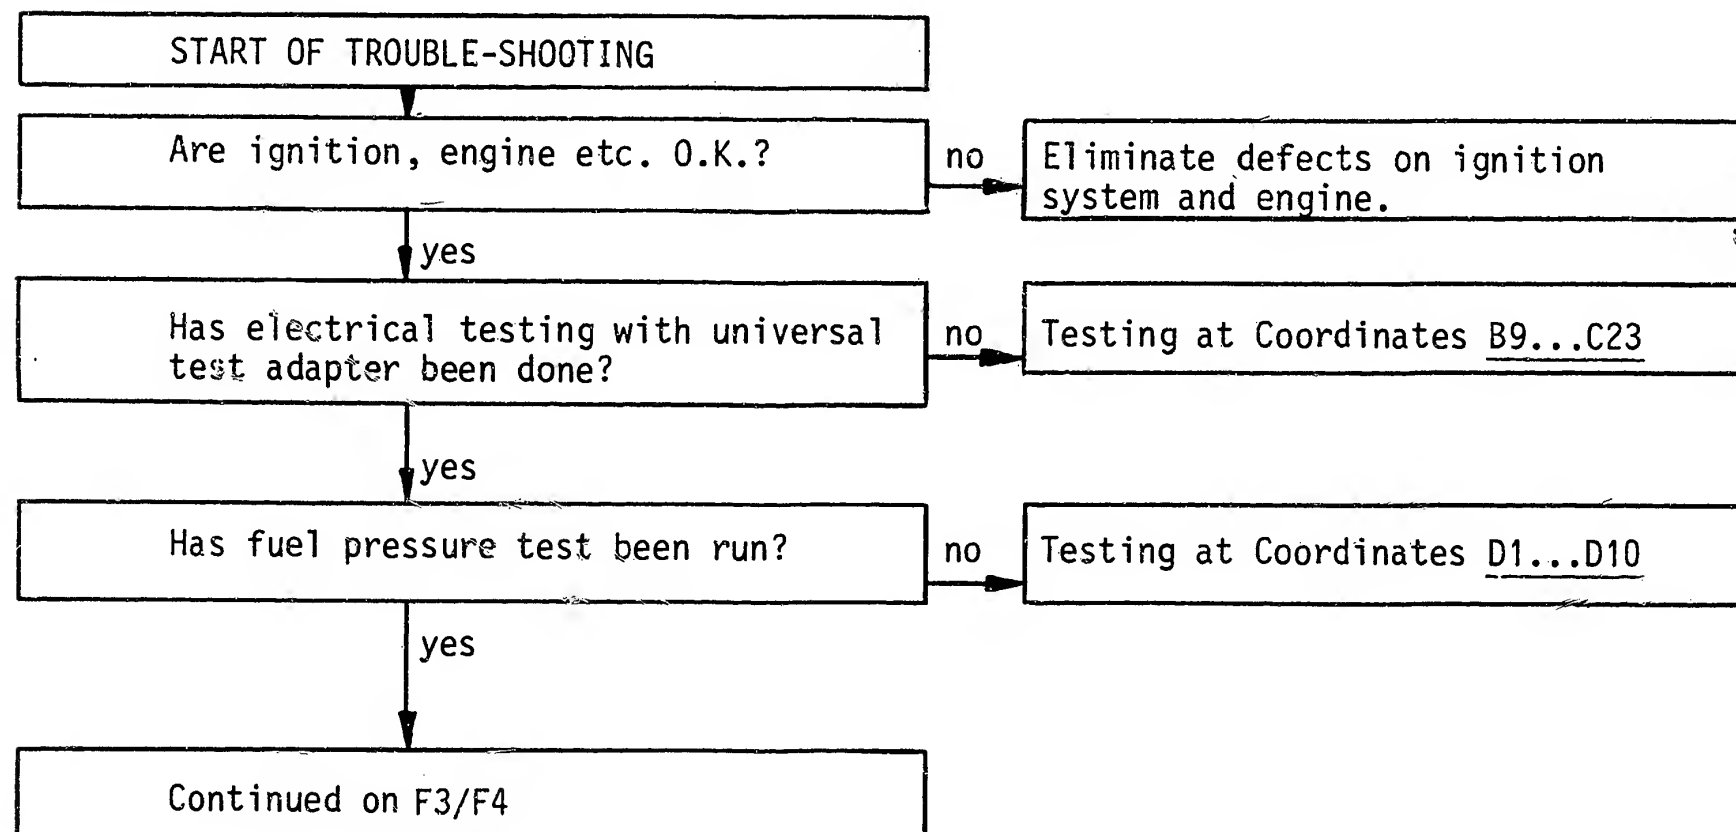 START OF TROUBLE-SHOOTING
Are ignition, engine etc. O.K.?
no
Eliminate defects on ignition
system and engine.
yes
Has electrical testing with universal
test adapter been done?
no
Testing at Coordinates B9...C23
yes
Has fuel pressure test been run?
no
Testing at Coordinates D1...D10
yes
Continued on F3/F4